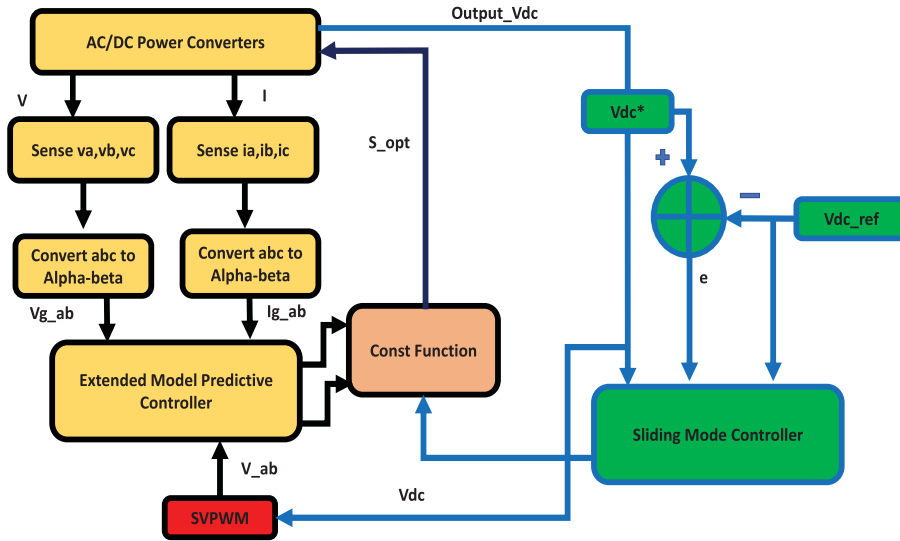 Output_Vdc
AC/DC Power Converters
V
I
Vdc*
Sense va,vb,vc
Sense ia,ib,ic
S_opt
+
−
Vdc_ref
Convert abc to
Alpha-beta
Convert abc to
Alpha-beta
e
Vg_ab
Ig_ab
Const Function
Extended Model Predictive
Controller
Sliding Mode Controller
V_ab
Vdc
SVPWM